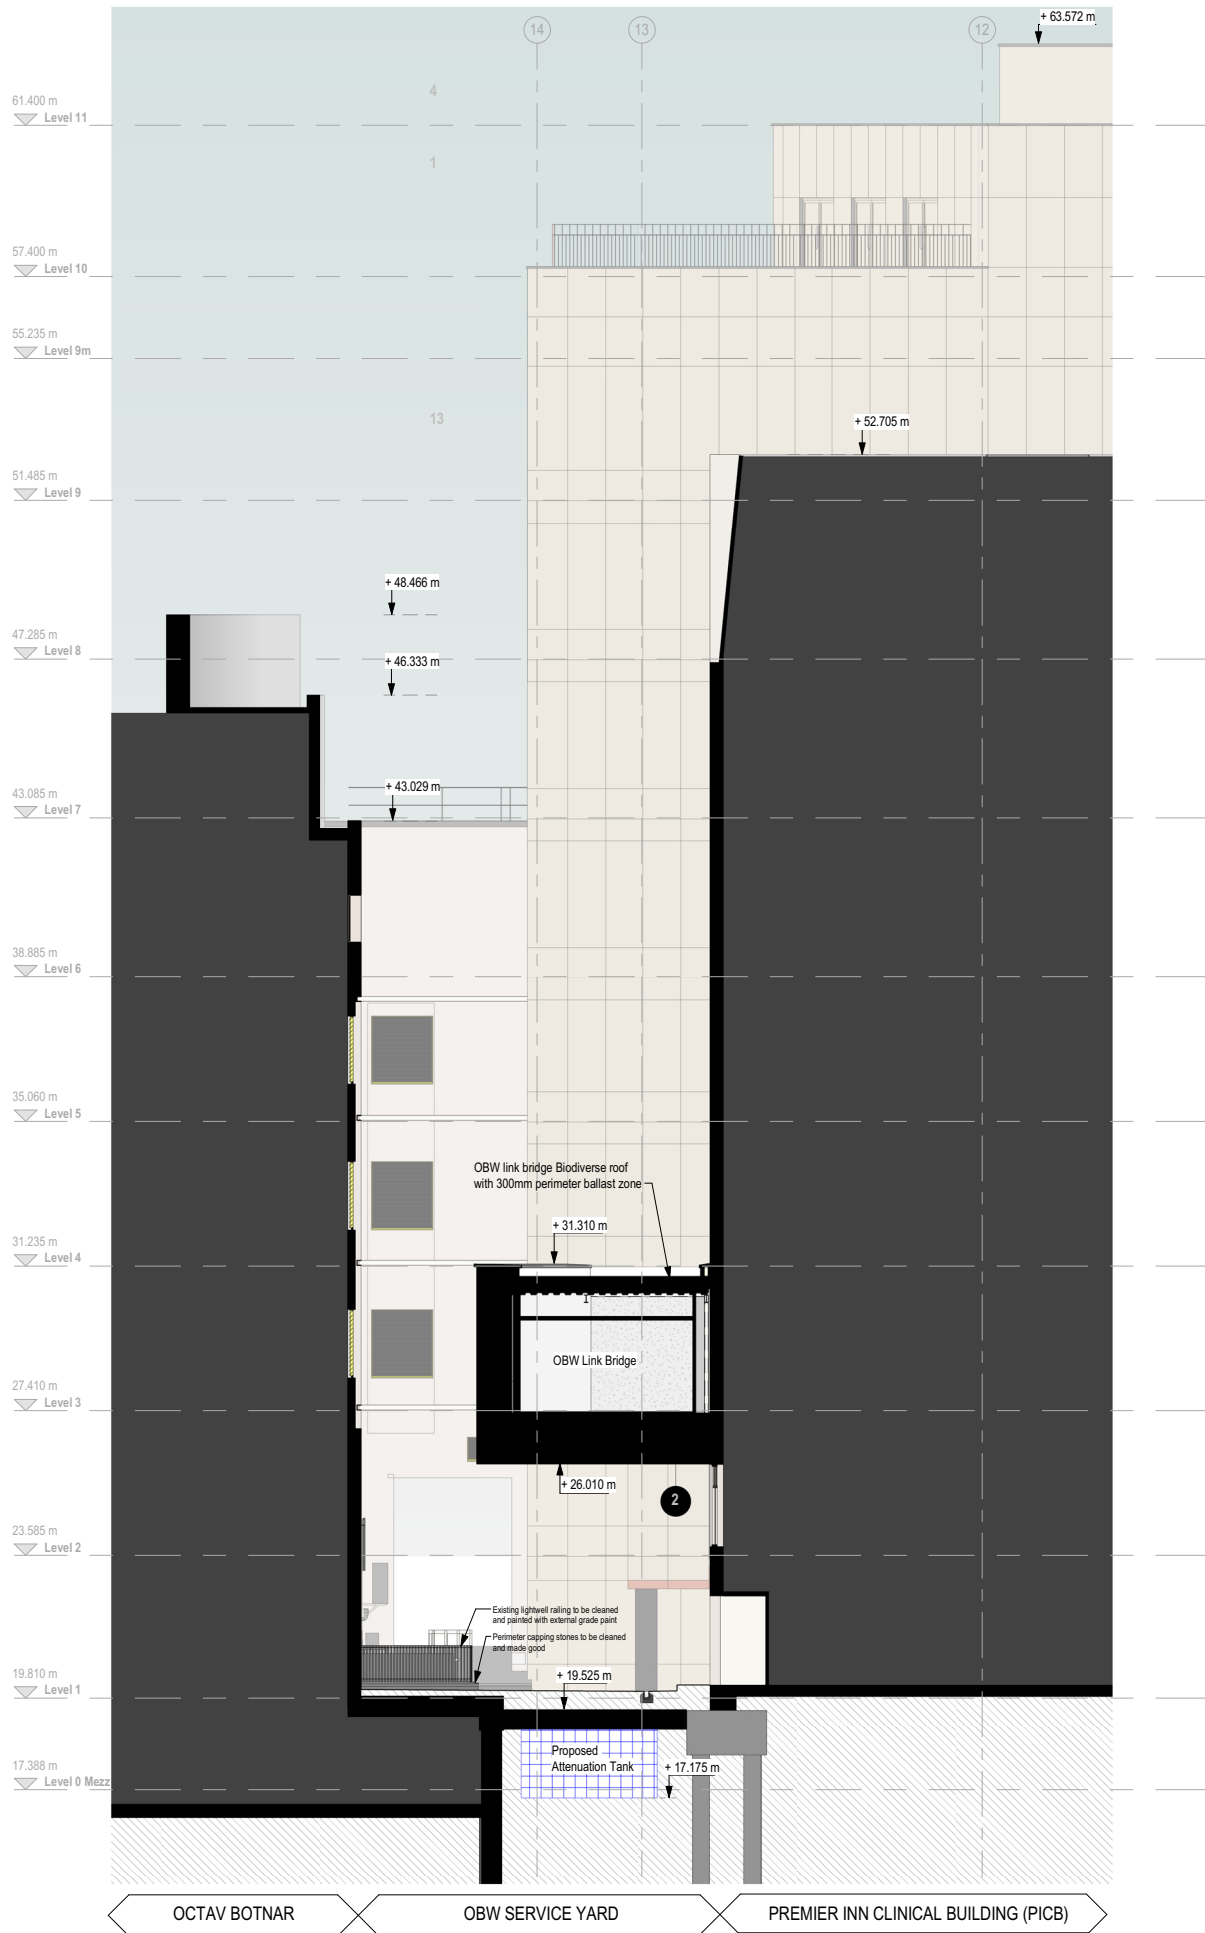 + 63.572 m
14
13
12
4
61.400 m
Level 11
1
57.400 m
Level 10
55.235 m
Level 9m
13
+ 52.705 m
51.485 m
Level 9
+ 48.466 m
47.285 m
Level 8
+ 46.333 m
+ 43.029 m
43.085 m
Level 7
38.885 m
Level 6
35.060 m
Level 5
OBW link bridge Biodiverse roof
with 300mm perimeter ballast zone
+ 31.310 m
31.235 m
Level 4
OBW Link Bridge
27.410 m
Level 3
+ 26.010 m
2
23.585 m
Level 2
Existing lightwell railing to be cleaned
and painted with external grade paint
Perimeter capping stones to be cleaned
and made good
+ 19.525 m
19.810 m
Level 1
Proposed
Attenuation Tank
+ 17.175 m
17.388 m
Level 0 Mezz
OCTAV BOTNAR
OBW SERVICE YARD
PREMIER INN CLINICAL BUILDING (PICB)